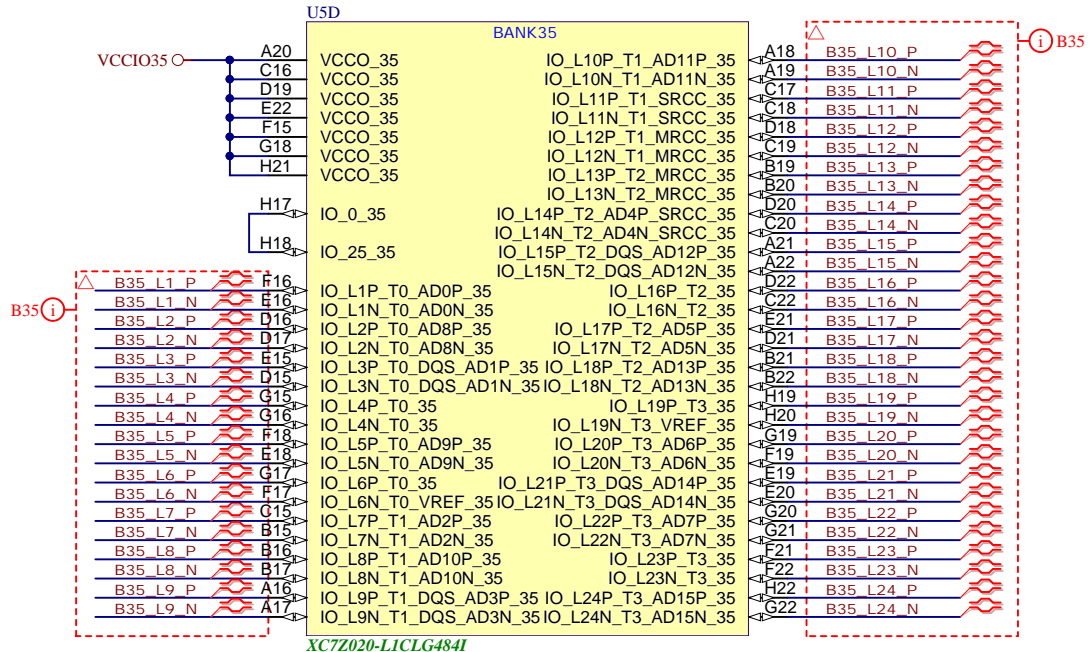 U5D
BANK35
VCCIO35
A20 VCCO_35
C16 VCCO_35
D19 VCCO_35
E22 VCCO_35
F15 VCCO_35
G18 VCCO_35
H21 VCCO_35
H17 IO_0_35
H18 IO_25_35
B35 i
B35_L1_P F16 IO_L1P_T0_AD0P_35
B35_L1_N E16 IO_L1N_T0_AD0N_35
B35_L2_P D16 IO_L2P_T0_AD8P_35
B35_L2_N D17 IO_L2N_T0_AD8N_35
B35_L3_P E15 IO_L3P_T0_DQS_AD1P_35
B35_L3_N D15 IO_L3N_T0_DQS_AD1N_35
B35_L4_P G15 IO_L4P_T0_35
B35_L4_N G16 IO_L4N_T0_35
B35_L5_P F18 IO_L5P_T0_AD9P_35
B35_L5_N E18 IO_L5N_T0_AD9N_35
B35_L6_P G17 IO_L6P_T0_35
B35_L6_N F17 IO_L6N_T0_VREF_35
B35_L7_P C15 IO_L7P_T1_AD2P_35
B35_L7_N B15 IO_L7N_T1_AD2N_35
B35_L8_P B16 IO_L8P_T1_AD10P_35
B35_L8_N B17 IO_L8N_T1_AD10N_35
B35_L9_P A16 IO_L9P_T1_DQS_AD3P_35
B35_L9_N A17 IO_L9N_T1_DQS_AD3N_35
IO_L10P_T1_AD11P_35 A18 B35_L10_P
IO_L10N_T1_AD11N_35 A19 B35_L10_N
IO_L11P_T1_SRCC_35 C17 B35_L11_P
IO_L11N_T1_SRCC_35 C18 B35_L11_N
IO_L12P_T1_MRCC_35 D18 B35_L12_P
IO_L12N_T1_MRCC_35 C19 B35_L12_N
IO_L13P_T2_MRCC_35 B19 B35_L13_P
IO_L13N_T2_MRCC_35 B20 B35_L13_N
IO_L14P_T2_AD4P_SRCC_35 D20 B35_L14_P
IO_L14N_T2_AD4N_SRCC_35 C20 B35_L14_N
IO_L15P_T2_DQS_AD12P_35 A21 B35_L15_P
IO_L15N_T2_DQS_AD12N_35 A22 B35_L15_N
IO_L16P_T2_35 D22 B35_L16_P
IO_L16N_T2_35 C22 B35_L16_N
IO_L17P_T2_AD5P_35 E21 B35_L17_P
IO_L17N_T2_AD5N_35 D21 B35_L17_N
IO_L18P_T2_AD13P_35 B21 B35_L18_P
IO_L18N_T2_AD13N_35 B22 B35_L18_N
IO_L19P_T3_35 H19 B35_L19_P
IO_L19N_T3_VREF_35 H20 B35_L19_N
IO_L20P_T3_AD6P_35 G19 B35_L20_P
IO_L20N_T3_AD6N_35 F19 B35_L20_N
IO_L21P_T3_DQS_AD14P_35 E19 B35_L21_P
IO_L21N_T3_DQS_AD14N_35 E20 B35_L21_N
IO_L22P_T3_AD7P_35 G20 B35_L22_P
IO_L22N_T3_AD7N_35 G21 B35_L22_N
IO_L23P_T3_35 F21 B35_L23_P
IO_L23N_T3_35 F22 B35_L23_N
IO_L24P_T3_AD15P_35 H22 B35_L24_P
IO_L24N_T3_AD15N_35 G22 B35_L24_N
i B35
XC7Z020-L1CLG484I